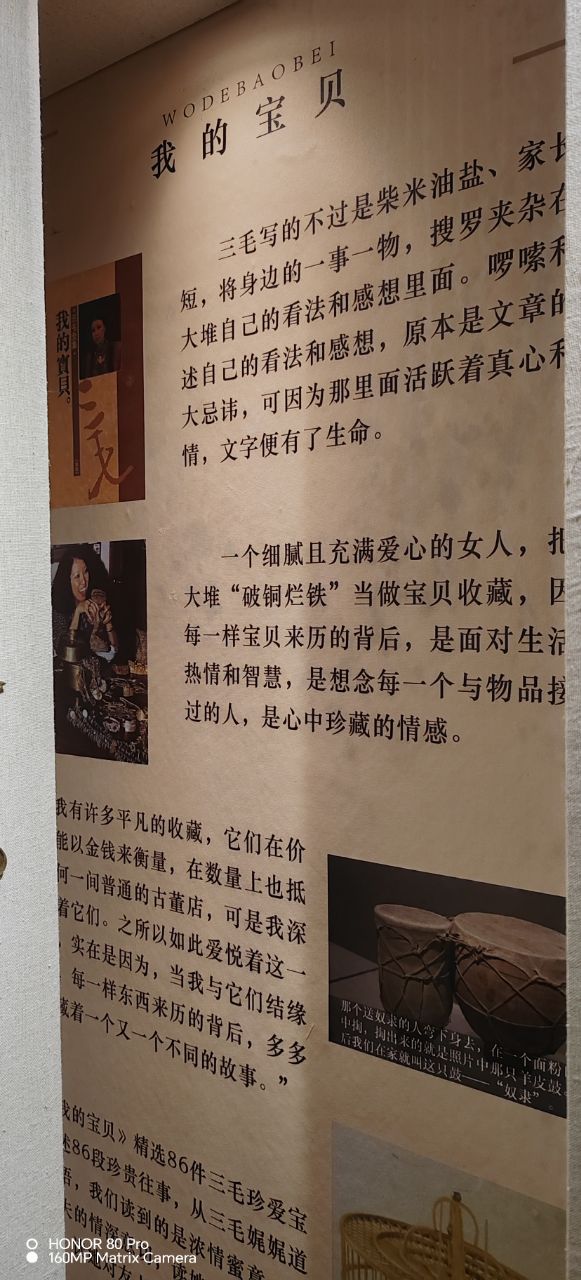 WODEBAOBEI
我的宝贝
三毛写的不过是柴米油盐、家长
短，将身边的一事一物，搜罗夹杂在
大堆自己的看法和感想里面。啰嗦和
述自己的看法和感想，原本是文章的
大忌讳，可因为那里面活跃着真心和
情，文字便有了生命。
我的寶貝。
三毛
一个细腻且充满爱心的女人，把
大堆“破铜烂铁”当做宝贝收藏，因
每一样宝贝来历的背后，是面对生活
热情和智慧，是想念每一个与物品接
过的人，是心中珍藏的情感。
我有许多平凡的收藏，它们在价
能以金钱来衡量，在数量上也抵
何一间普通的古董店，可是我深
着它们。之所以如此爱悦着这一
，实在是因为，当我与它们结缘
每一样东西来历的背后，多多
藏着一个又一个不同的故事。”
那个送奴隶的人弯下身去，在一个面粉
中掏，掏出来的就是照片中那只羊皮鼓。
后我们在家就叫这只鼓——“奴隶”。
我的宝贝》精选86件三毛珍爱宝
述86段珍贵往事，从三毛娓娓道
语，我们读到的是浓情蜜意
夫的情深
HONOR 80 Pro
160MP Matrix Camera